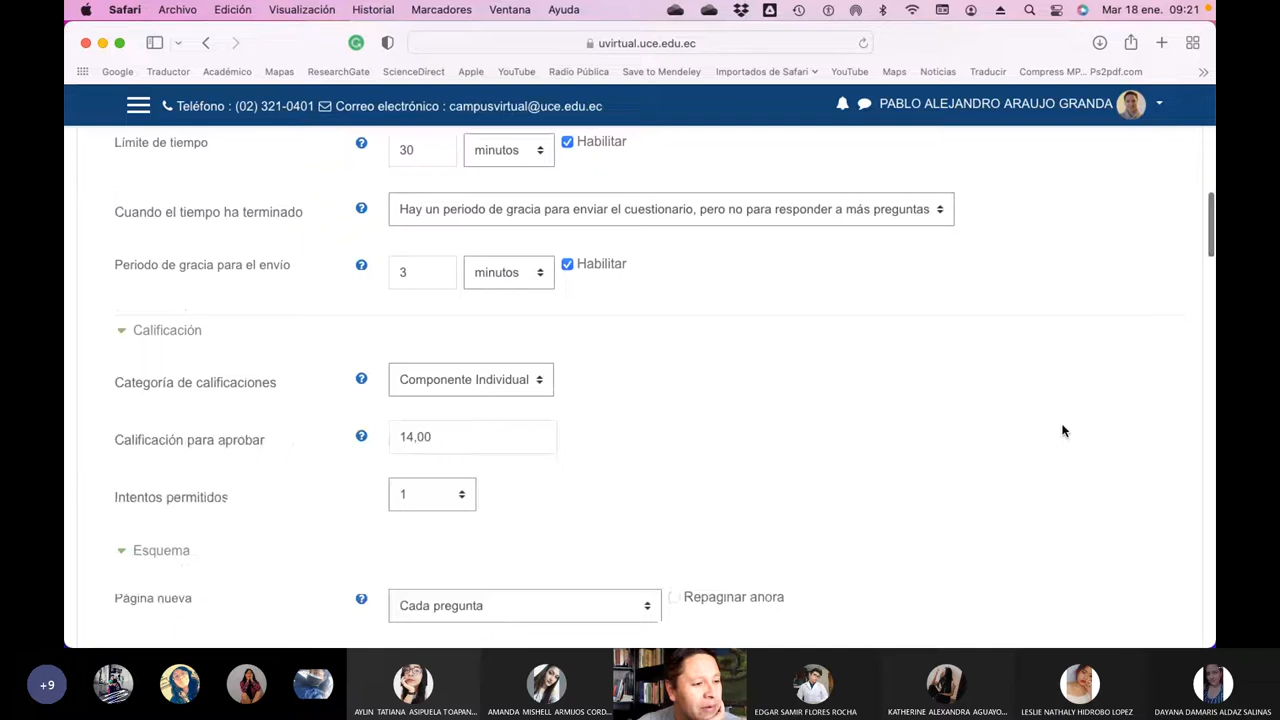 Safari Archivo Edición Visualización Historial Marcadores Ventana Ayuda Mar 18 ene. 09:21
uvirtual.uce.edu.ec
Google Traductor Académico Mapas ResearchGate ScienceDirect Apple YouTube Radio Pública Save to Mendeley Importados de Safari YouTube Maps Noticias Traducir Compress MP... Ps2pdf.com
Teléfono : (02) 321-0401 Correo electrónico : campusvirtual@uce.edu.ec PABLO ALEJANDRO ARAUJO GRANDA
Límite de tiempo 30 minutos Habilitar
Cuando el tiempo ha terminado Hay un periodo de gracia para enviar el cuestionario, pero no para responder a más preguntas
Periodo de gracia para el envío 3 minutos Habilitar
Calificación
Categoría de calificaciones Componente Individual
Calificación para aprobar 14,00
Intentos permitidos 1
Esquema
Página nueva Cada pregunta Repaginar ahora
+9
AYLIN TATIANA ASIPUELA TOAPAN... AMANDA MISHELL ARMIJOS CORD... EDGAR SAMIR FLORES ROCHA KATHERINE ALEXANDRA AGUAYO... LESLIE NATHALY HIDROBO LOPEZ DAYANA DAMARIS ALDAZ SALINAS